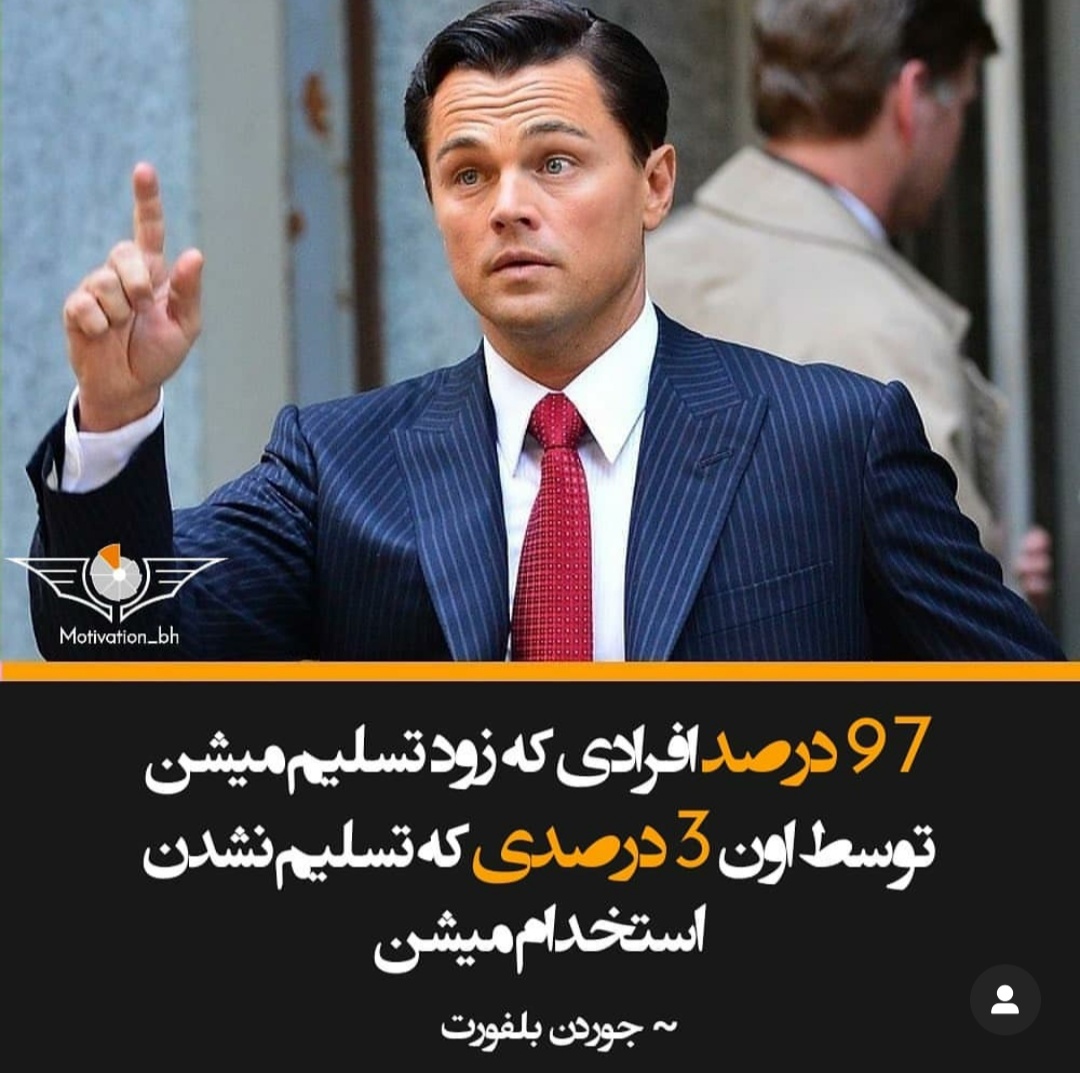 Motivation_bh
97 درصد افرادی که زود تسلیم میشن
توسط اون 3 درصدی که تسلیم نشدن
استخدام میشن
~ جوردن بلفورت